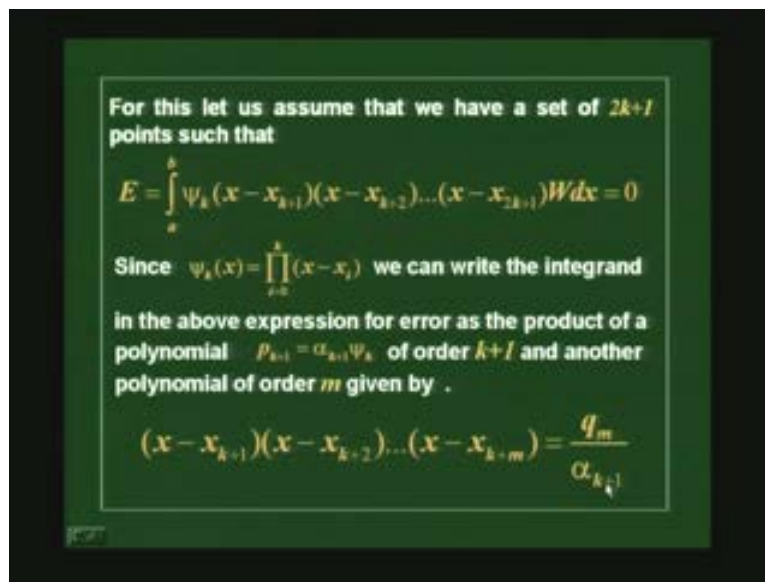 For this let us assume that we have a set of 2k+1
points such that
E = ∫_a^b ψ_k (x − x_{k+1})(x − x_{k+2})...(x − x_{2k+1})Wdx = 0
Since ψ_k(x) = ∏_{i=0}^{k} (x − x_i) we can write the integrand
in the above expression for error as the product of a
polynomial p_{k+1} = α_{k+1}ψ_k of order k+1 and another
polynomial of order m given by .
(x − x_{k+1})(x − x_{k+2})...(x − x_{k+m}) = q_m / α_{k+1}